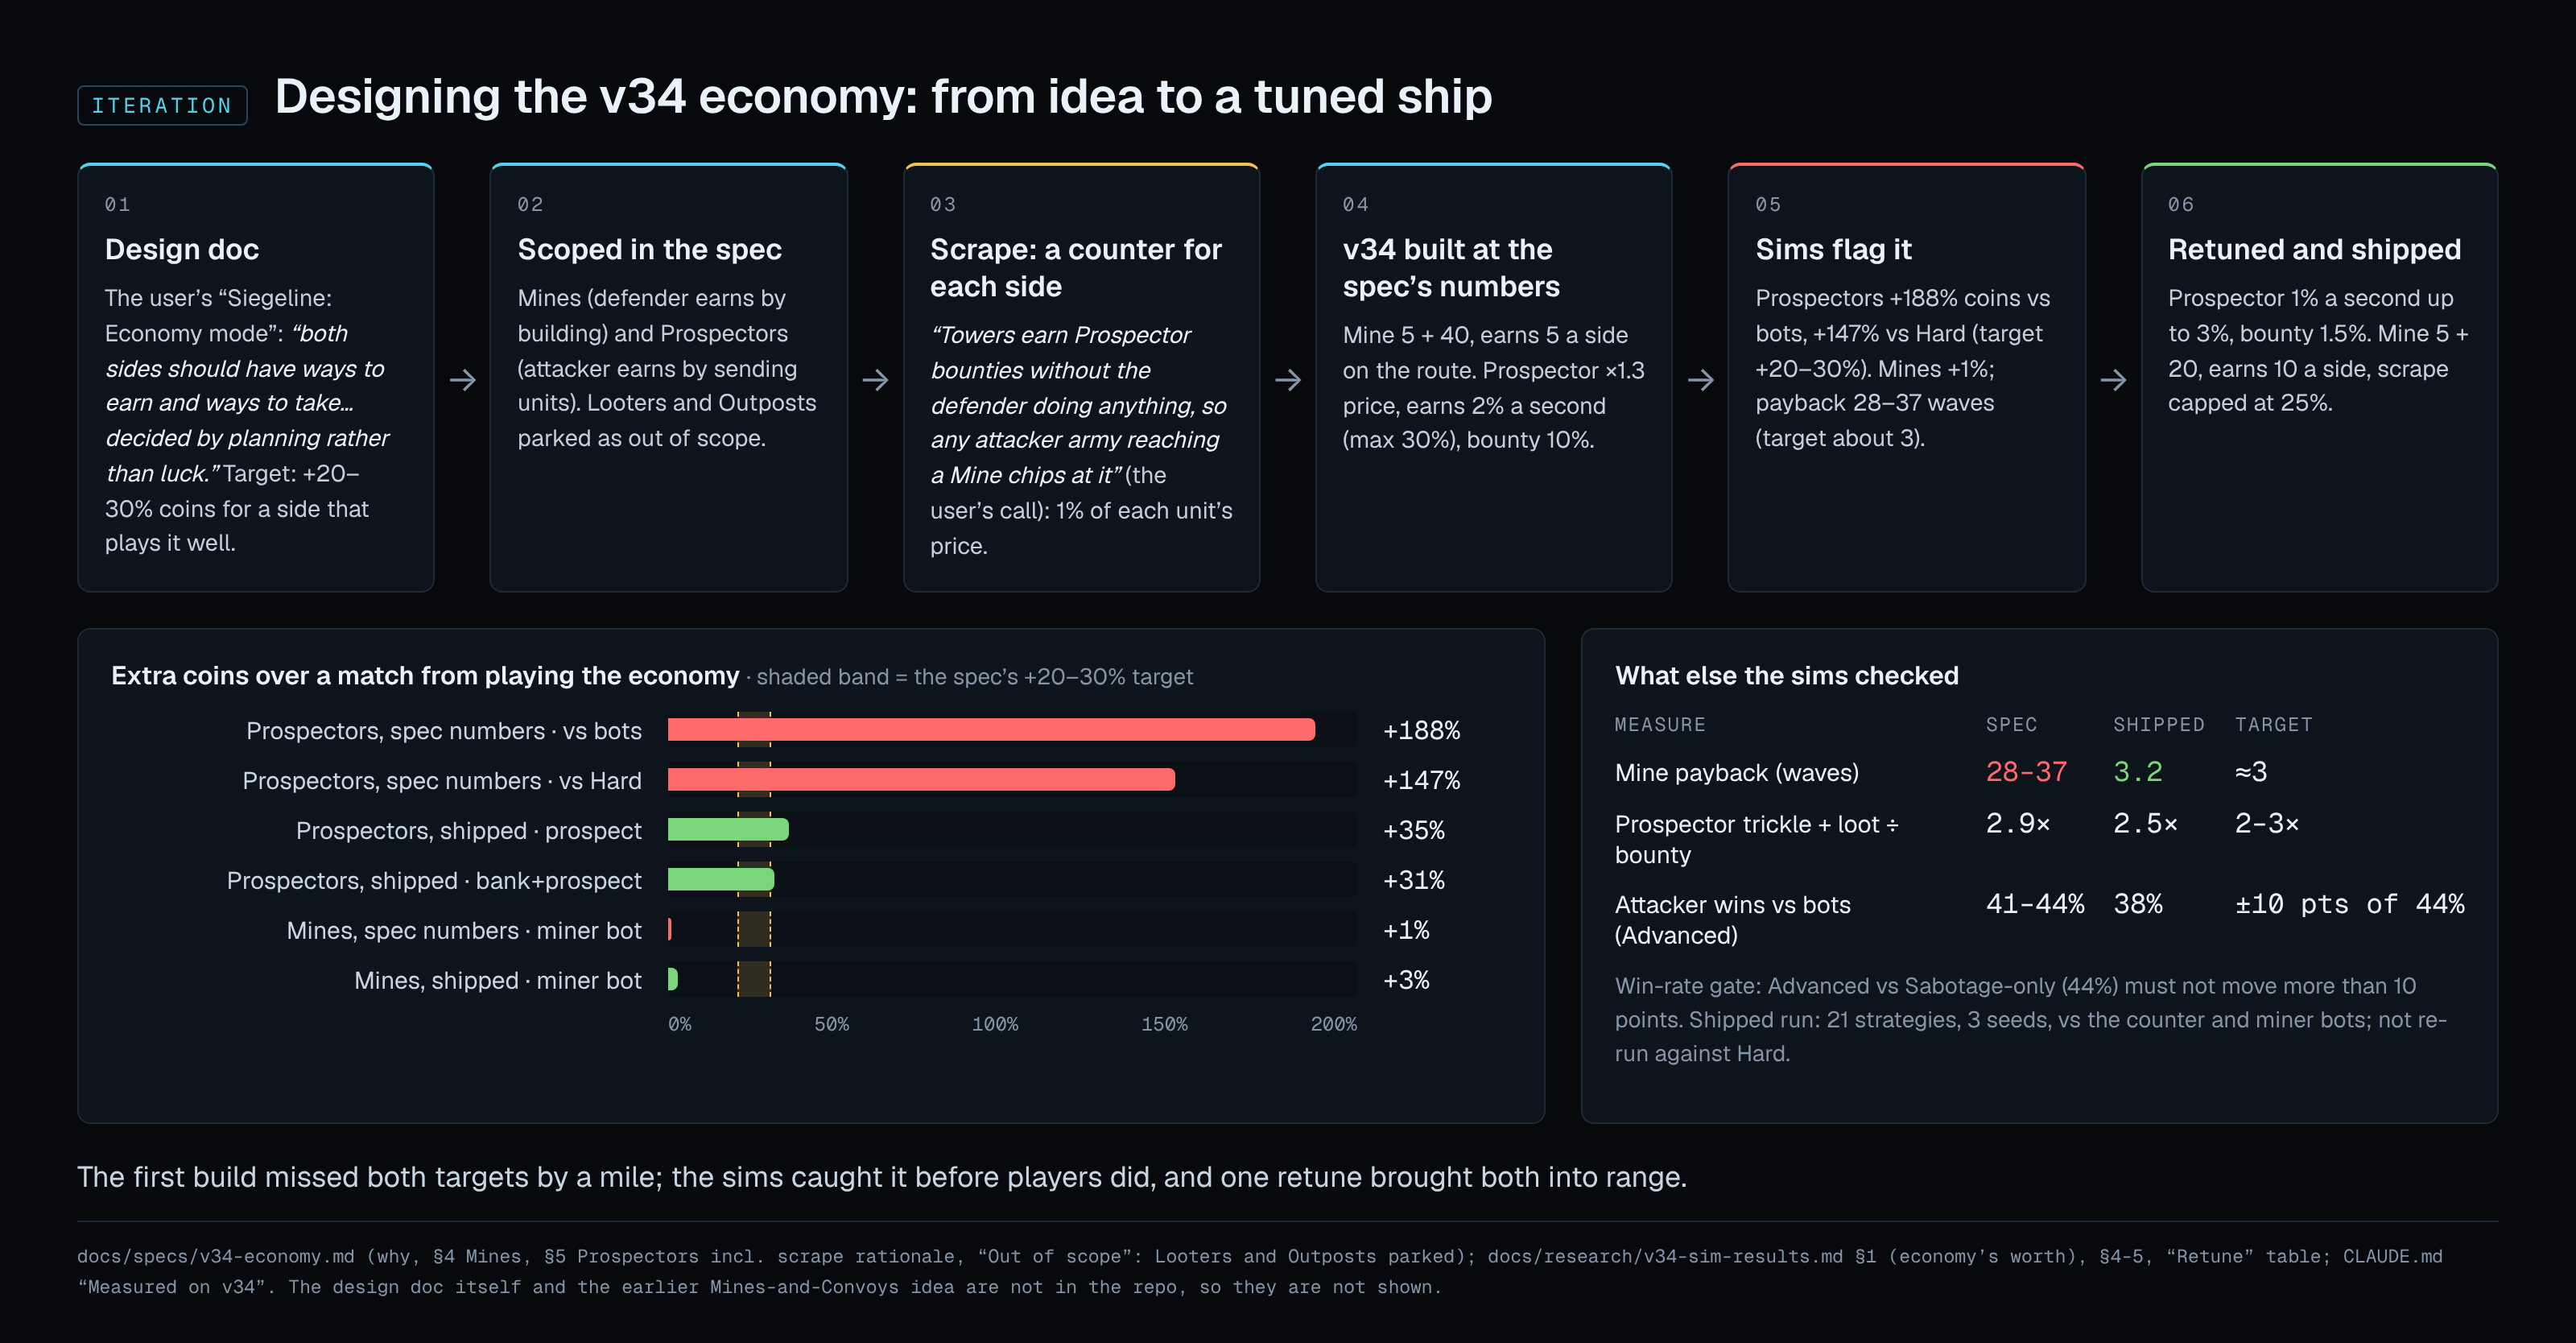 ITERATION
Designing the v34 economy: from idea to a tuned ship
01
Design doc
The user’s “Siegeline:
Economy mode”: “both
sides should have ways to
earn and ways to take…
decided by planning rather
than luck.” Target: +20–
30% coins for a side that
plays it well.
→
02
Scoped in the spec
Mines (defender earns by
building) and Prospectors
(attacker earns by sending
units). Looters and Outposts
parked as out of scope.
→
03
Scrape: a counter for
each side
“Towers earn Prospector
bounties without the
defender doing anything, so
any attacker army reaching
a Mine chips at it” (the
user’s call): 1% of each unit’s
price.
→
04
v34 built at the
spec’s numbers
Mine 5 + 40, earns 5 a side
on the route. Prospector ×1.3
price, earns 2% a second
(max 30%), bounty 10%.
→
05
Sims flag it
Prospectors +188% coins vs
bots, +147% vs Hard (target
+20–30%). Mines +1%;
payback 28–37 waves
(target about 3).
→
06
Retuned and shipped
Prospector 1% a second up
to 3%, bounty 1.5%. Mine 5 +
20, earns 10 a side, scrape
capped at 25%.
Extra coins over a match from playing the economy · shaded band = the spec’s +20–30% target
Prospectors, spec numbers · vs bots +188%
Prospectors, spec numbers · vs Hard +147%
Prospectors, shipped · prospect +35%
Prospectors, shipped · bank+prospect +31%
Mines, spec numbers · miner bot +1%
Mines, shipped · miner bot +3%
0% 50% 100% 150% 200%
What else the sims checked
MEASURE SPEC SHIPPED TARGET
Mine payback (waves) 28–37 3.2 ≈3
Prospector trickle + loot ÷ 2.9× 2.5× 2–3×
bounty
Attacker wins vs bots 41–44% 38% ±10 pts of 44%
(Advanced)
Win-rate gate: Advanced vs Sabotage-only (44%) must not move more than 10
points. Shipped run: 21 strategies, 3 seeds, vs the counter and miner bots; not re-
run against Hard.
The first build missed both targets by a mile; the sims caught it before players did, and one retune brought both into range.
docs/specs/v34-economy.md (why, §4 Mines, §5 Prospectors incl. scrape rationale, “Out of scope”: Looters and Outposts parked); docs/research/v34-sim-results.md §1 (economy’s worth), §4–5, “Retune” table; CLAUDE.md
“Measured on v34”. The design doc itself and the earlier Mines-and-Convoys idea are not in the repo, so they are not shown.